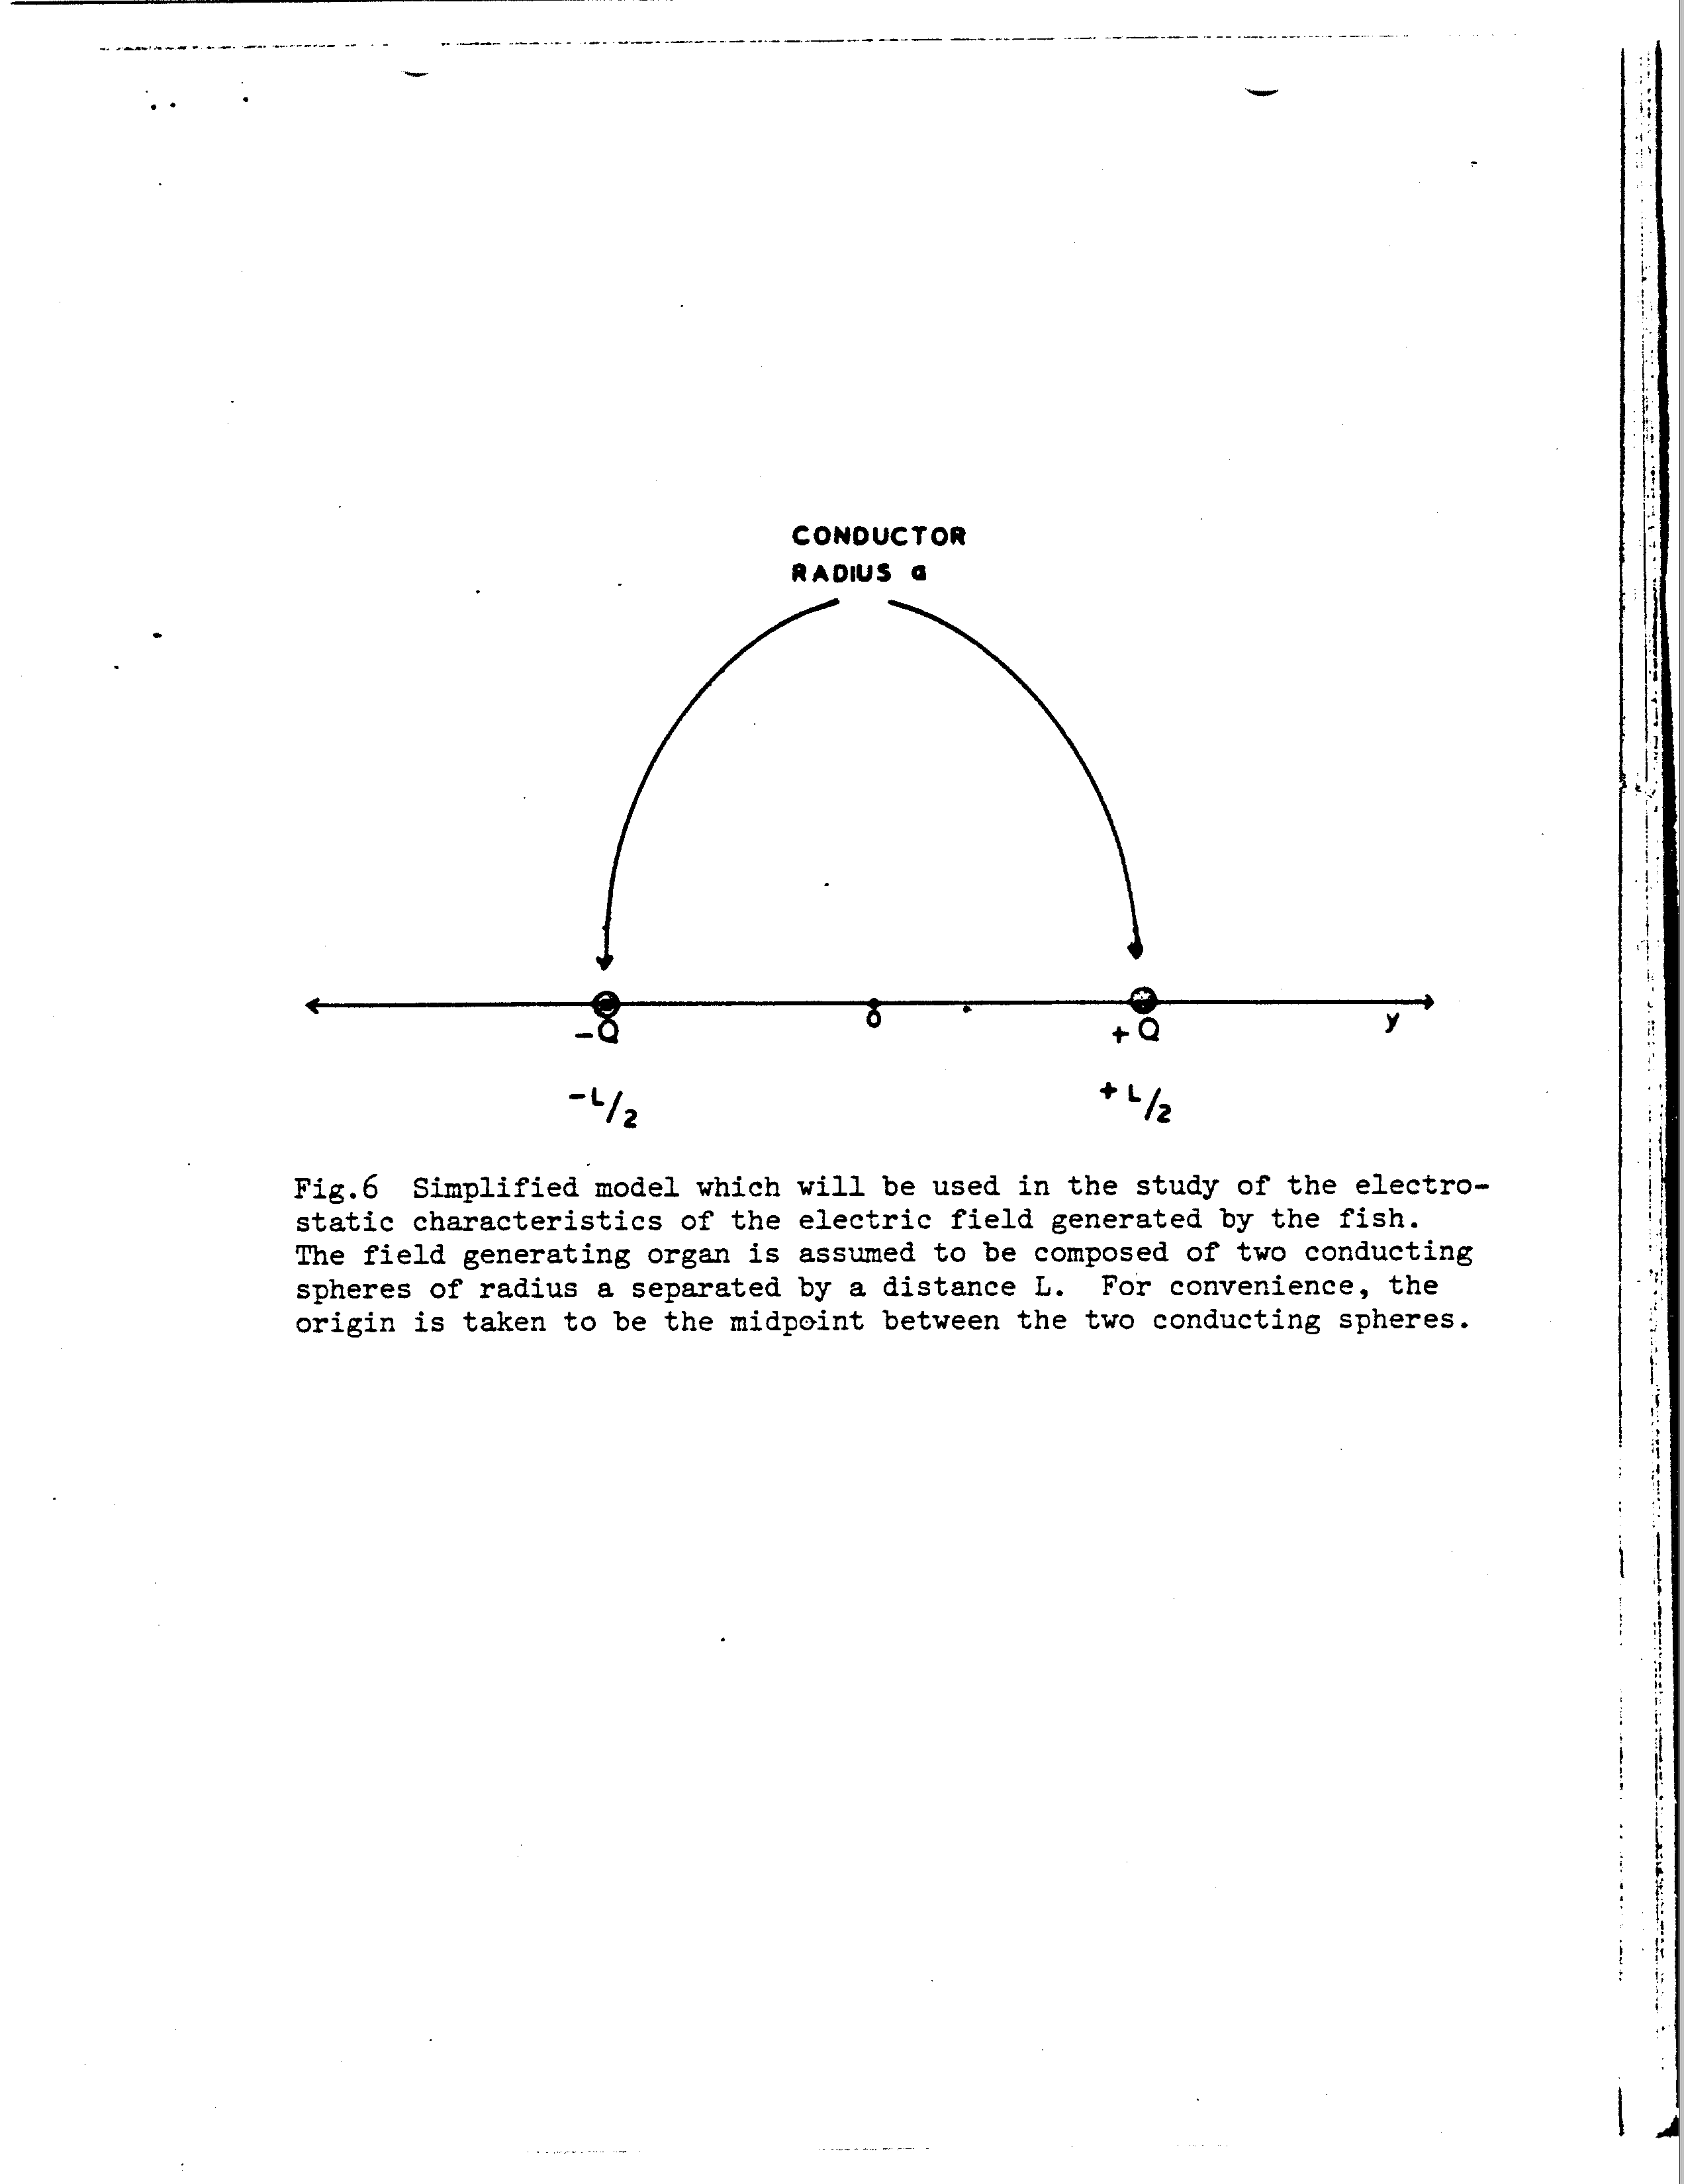 CONDUCTOR
RADIUS a
-Q 0 +Q y
-L/2 +L/2
Fig.6 Simplified model which will be used in the study of the electro-
static characteristics of the electric field generated by the fish.
The field generating organ is assumed to be composed of two conducting
spheres of radius a separated by a distance L. For convenience, the
origin is taken to be the midpoint between the two conducting spheres.